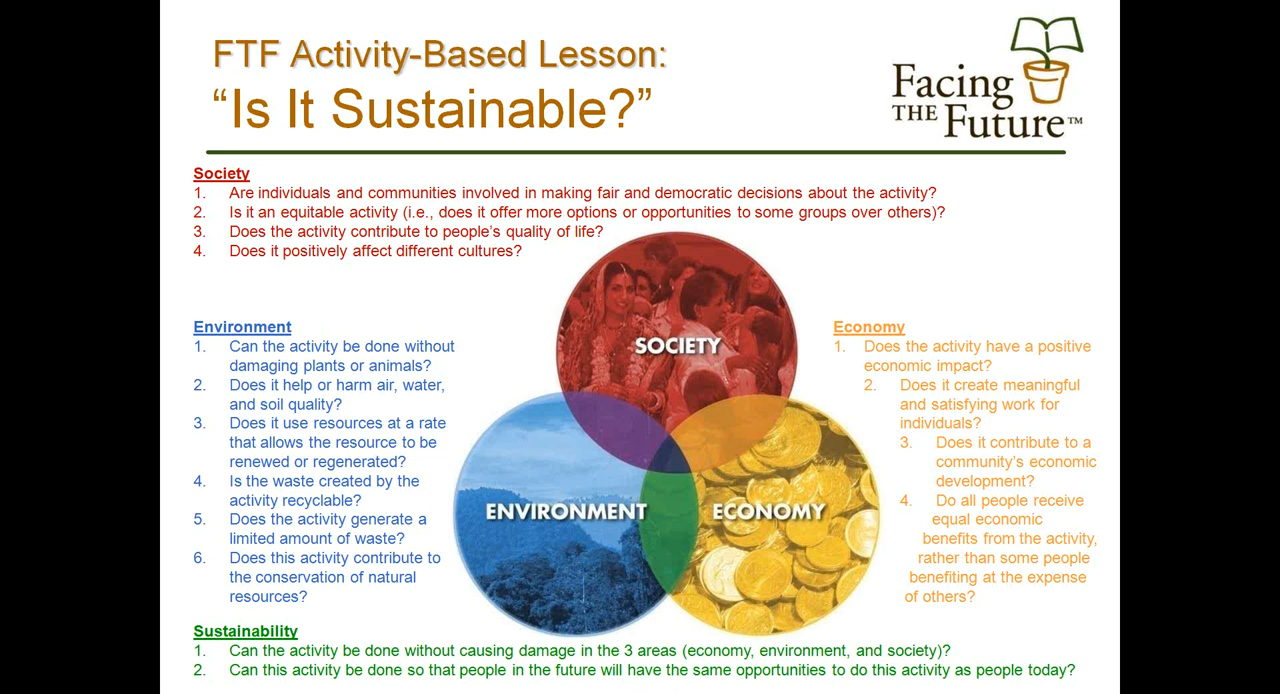 FTF Activity-Based Lesson:
“Is It Sustainable?”
Facing
THE Future™
Society
1. Are individuals and communities involved in making fair and democratic decisions about the activity?
2. Is it an equitable activity (i.e., does it offer more options or opportunities to some groups over others)?
3. Does the activity contribute to people’s quality of life?
4. Does it positively affect different cultures?
Environment
1. Can the activity be done without
damaging plants or animals?
2. Does it help or harm air, water,
and soil quality?
3. Does it use resources at a rate
that allows the resource to be
renewed or regenerated?
4. Is the waste created by the
activity recyclable?
5. Does the activity generate a
limited amount of waste?
6. Does this activity contribute to
the conservation of natural
resources?
SOCIETY
ENVIRONMENT
ECONOMY
Economy
1. Does the activity have a positive
economic impact?
2. Does it create meaningful
and satisfying work for
individuals?
3. Does it contribute to a
community’s economic
development?
4. Do all people receive
equal economic
benefits from the activity,
rather than some people
benefiting at the expense
of others?
Sustainability
1. Can the activity be done without causing damage in the 3 areas (economy, environment, and society)?
2. Can this activity be done so that people in the future will have the same opportunities to do this activity as people today?